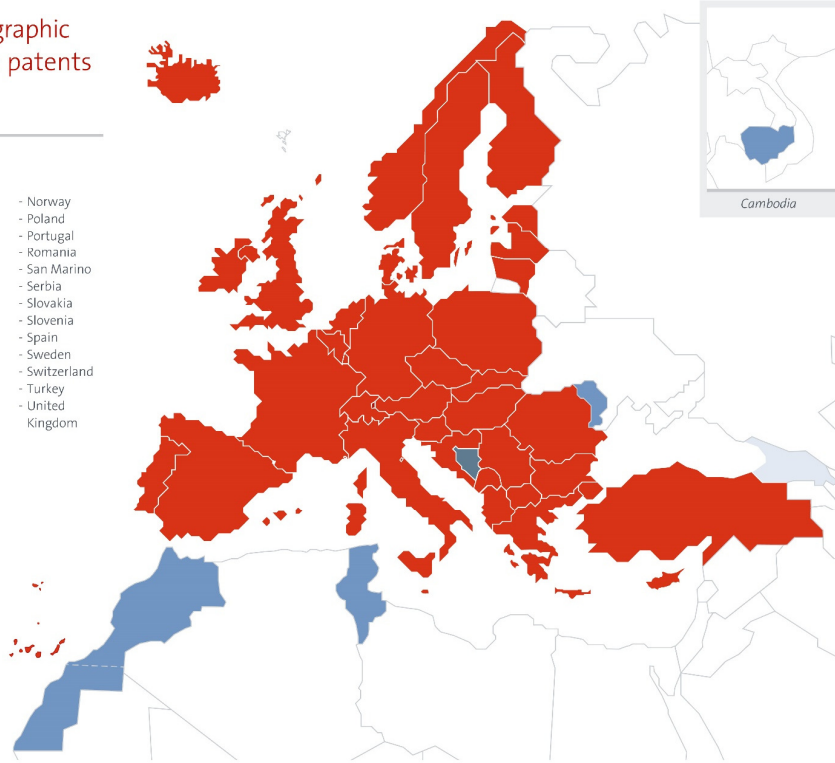 graphic
patents
- Norway
- Poland
- Portugal
- Romania
- San Marino
- Serbia
- Slovakia
- Slovenia
- Spain
- Sweden
- Switzerland
- Turkey
- United
Kingdom
Cambodia